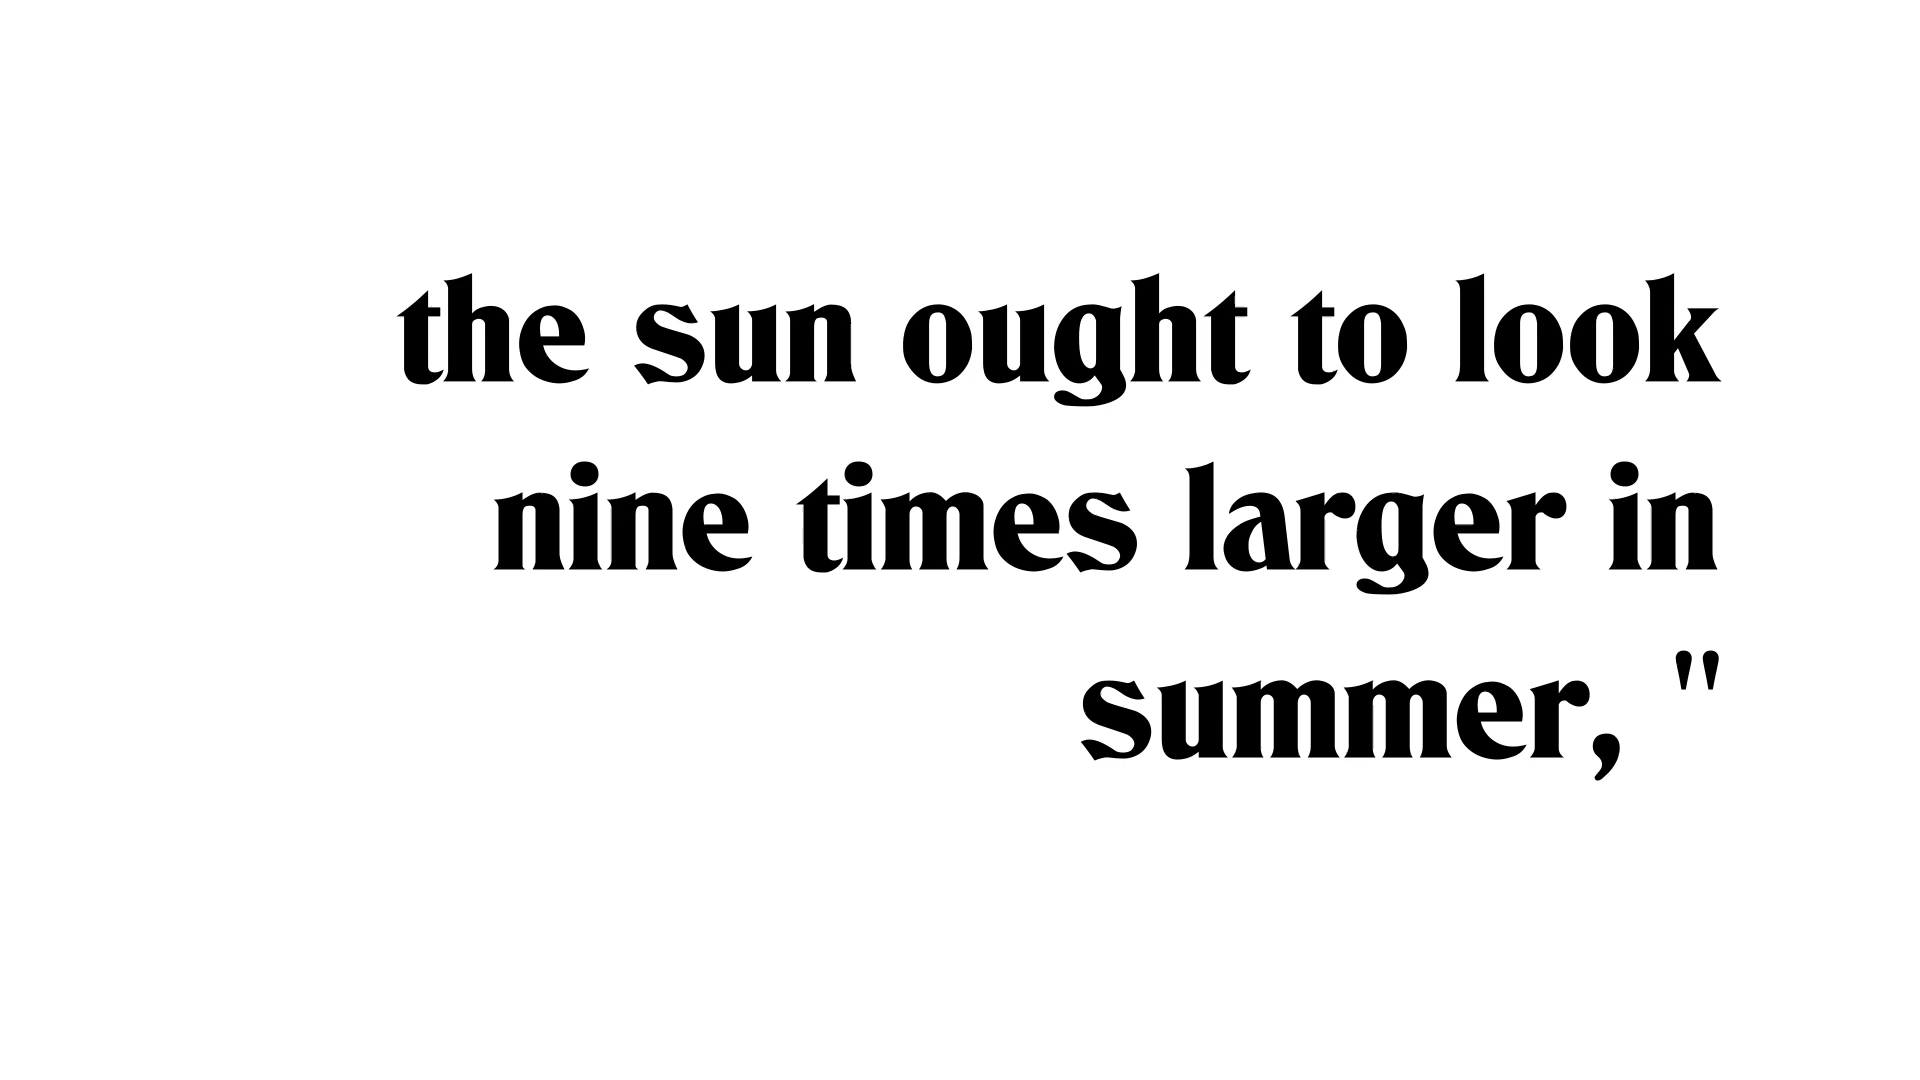 the sun ought to look
nine times larger in
summer, "